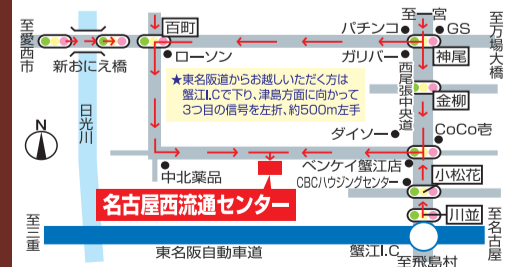 至一宮
至愛西市
百町
パチンコ
GS
至万場大橋
新おにえ橋
ローソン
ガリバー
神尾
西尾張中央道
★東名阪道からお越しいただく方は
蟹江I.Cで下り、津島方面に向かって
3つ目の信号を左折、約500m左手
金柳
日光川
N
ダイソー
CoCo壱
中北薬品
ベンケイ蟹江店
CBCハウジングセンター
小松花
名古屋西流通センター
川並
至三重
至名古屋
東名阪自動車道
蟹江I.C
至飛島村